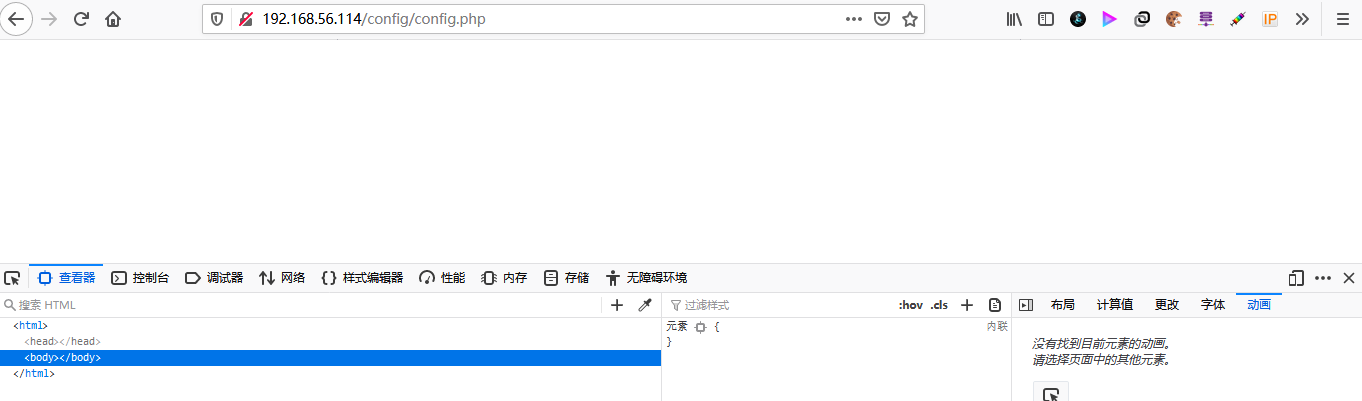 192.168.56.114/config/config.php
IP
查看器 控制台 调试器 网络 {} 样式编辑器 性能 内存 存储 无障碍环境
搜索 HTML + 过滤样式 :hov .cls + 布局 计算值 更改 字体 动画
<html>
<head></head>
<body></body>
</html>
元素 {
内联
}
没有找到目前元素的动画。
请选择页面中的其他元素。